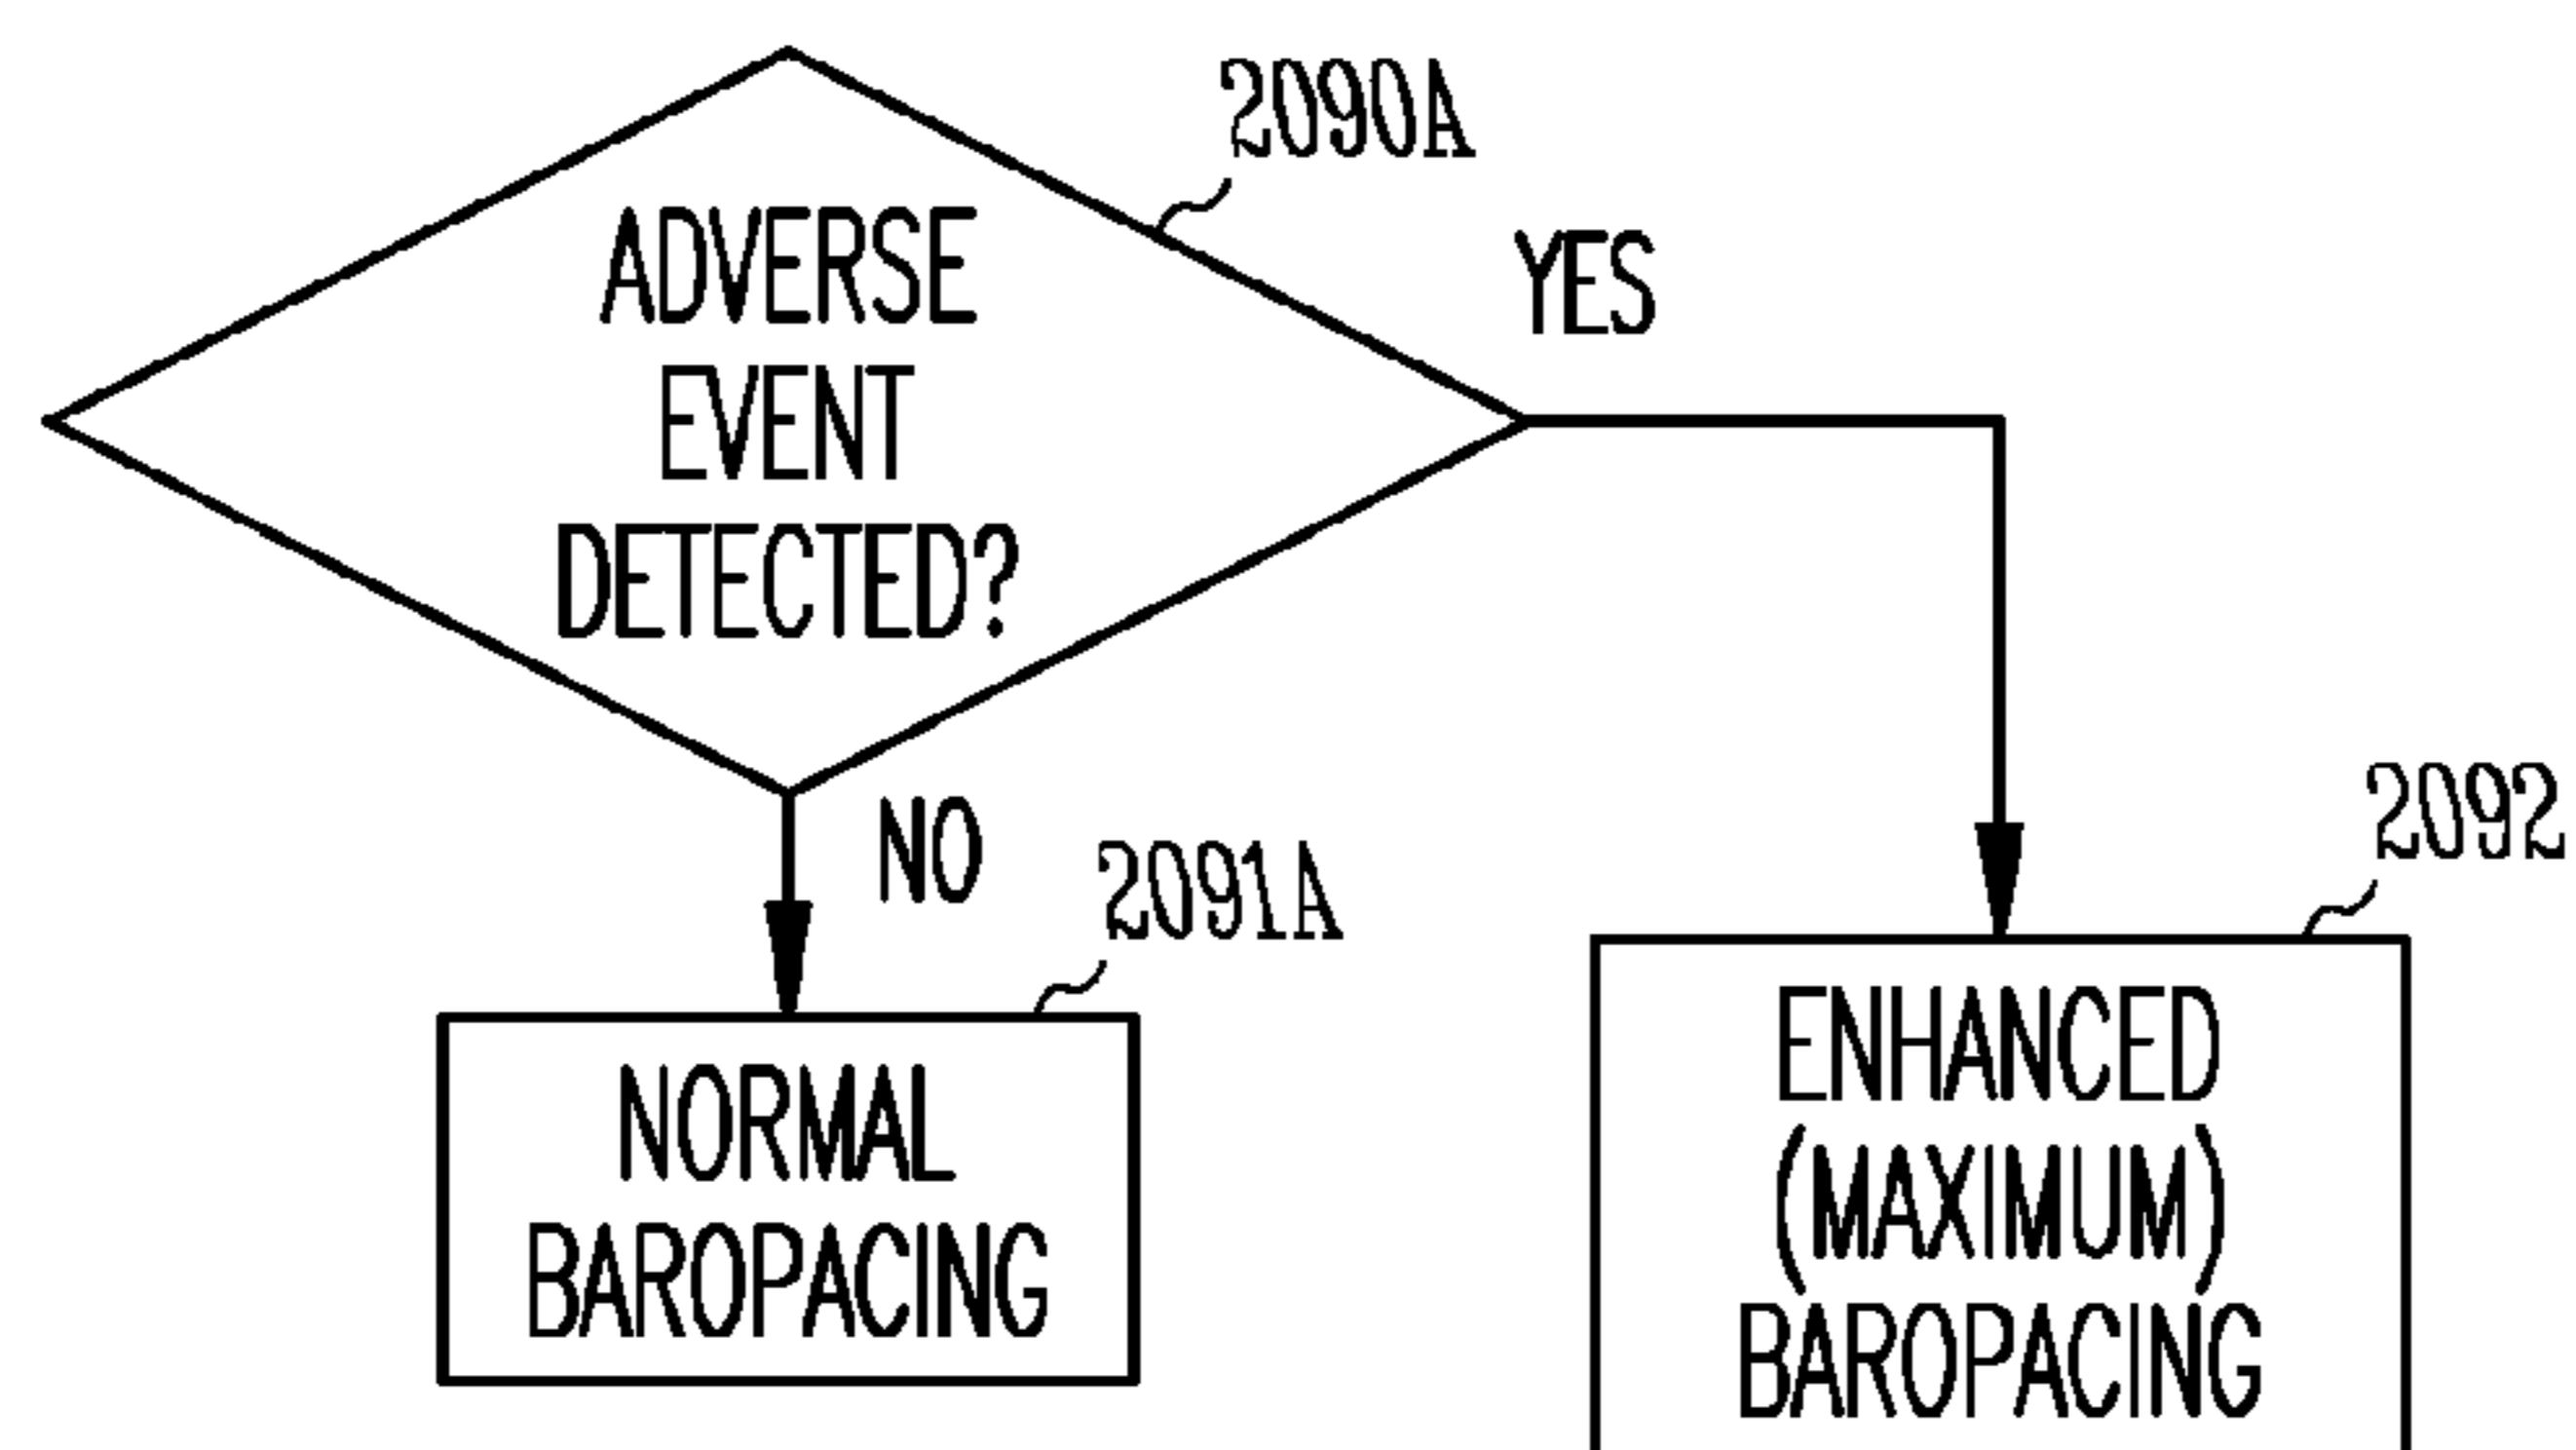 2090A
ADVERSE
EVENT
DETECTED?
YES
NO
2091A
NORMAL
BAROPACING
2092
ENHANCED
(MAXIMUM)
BAROPACING